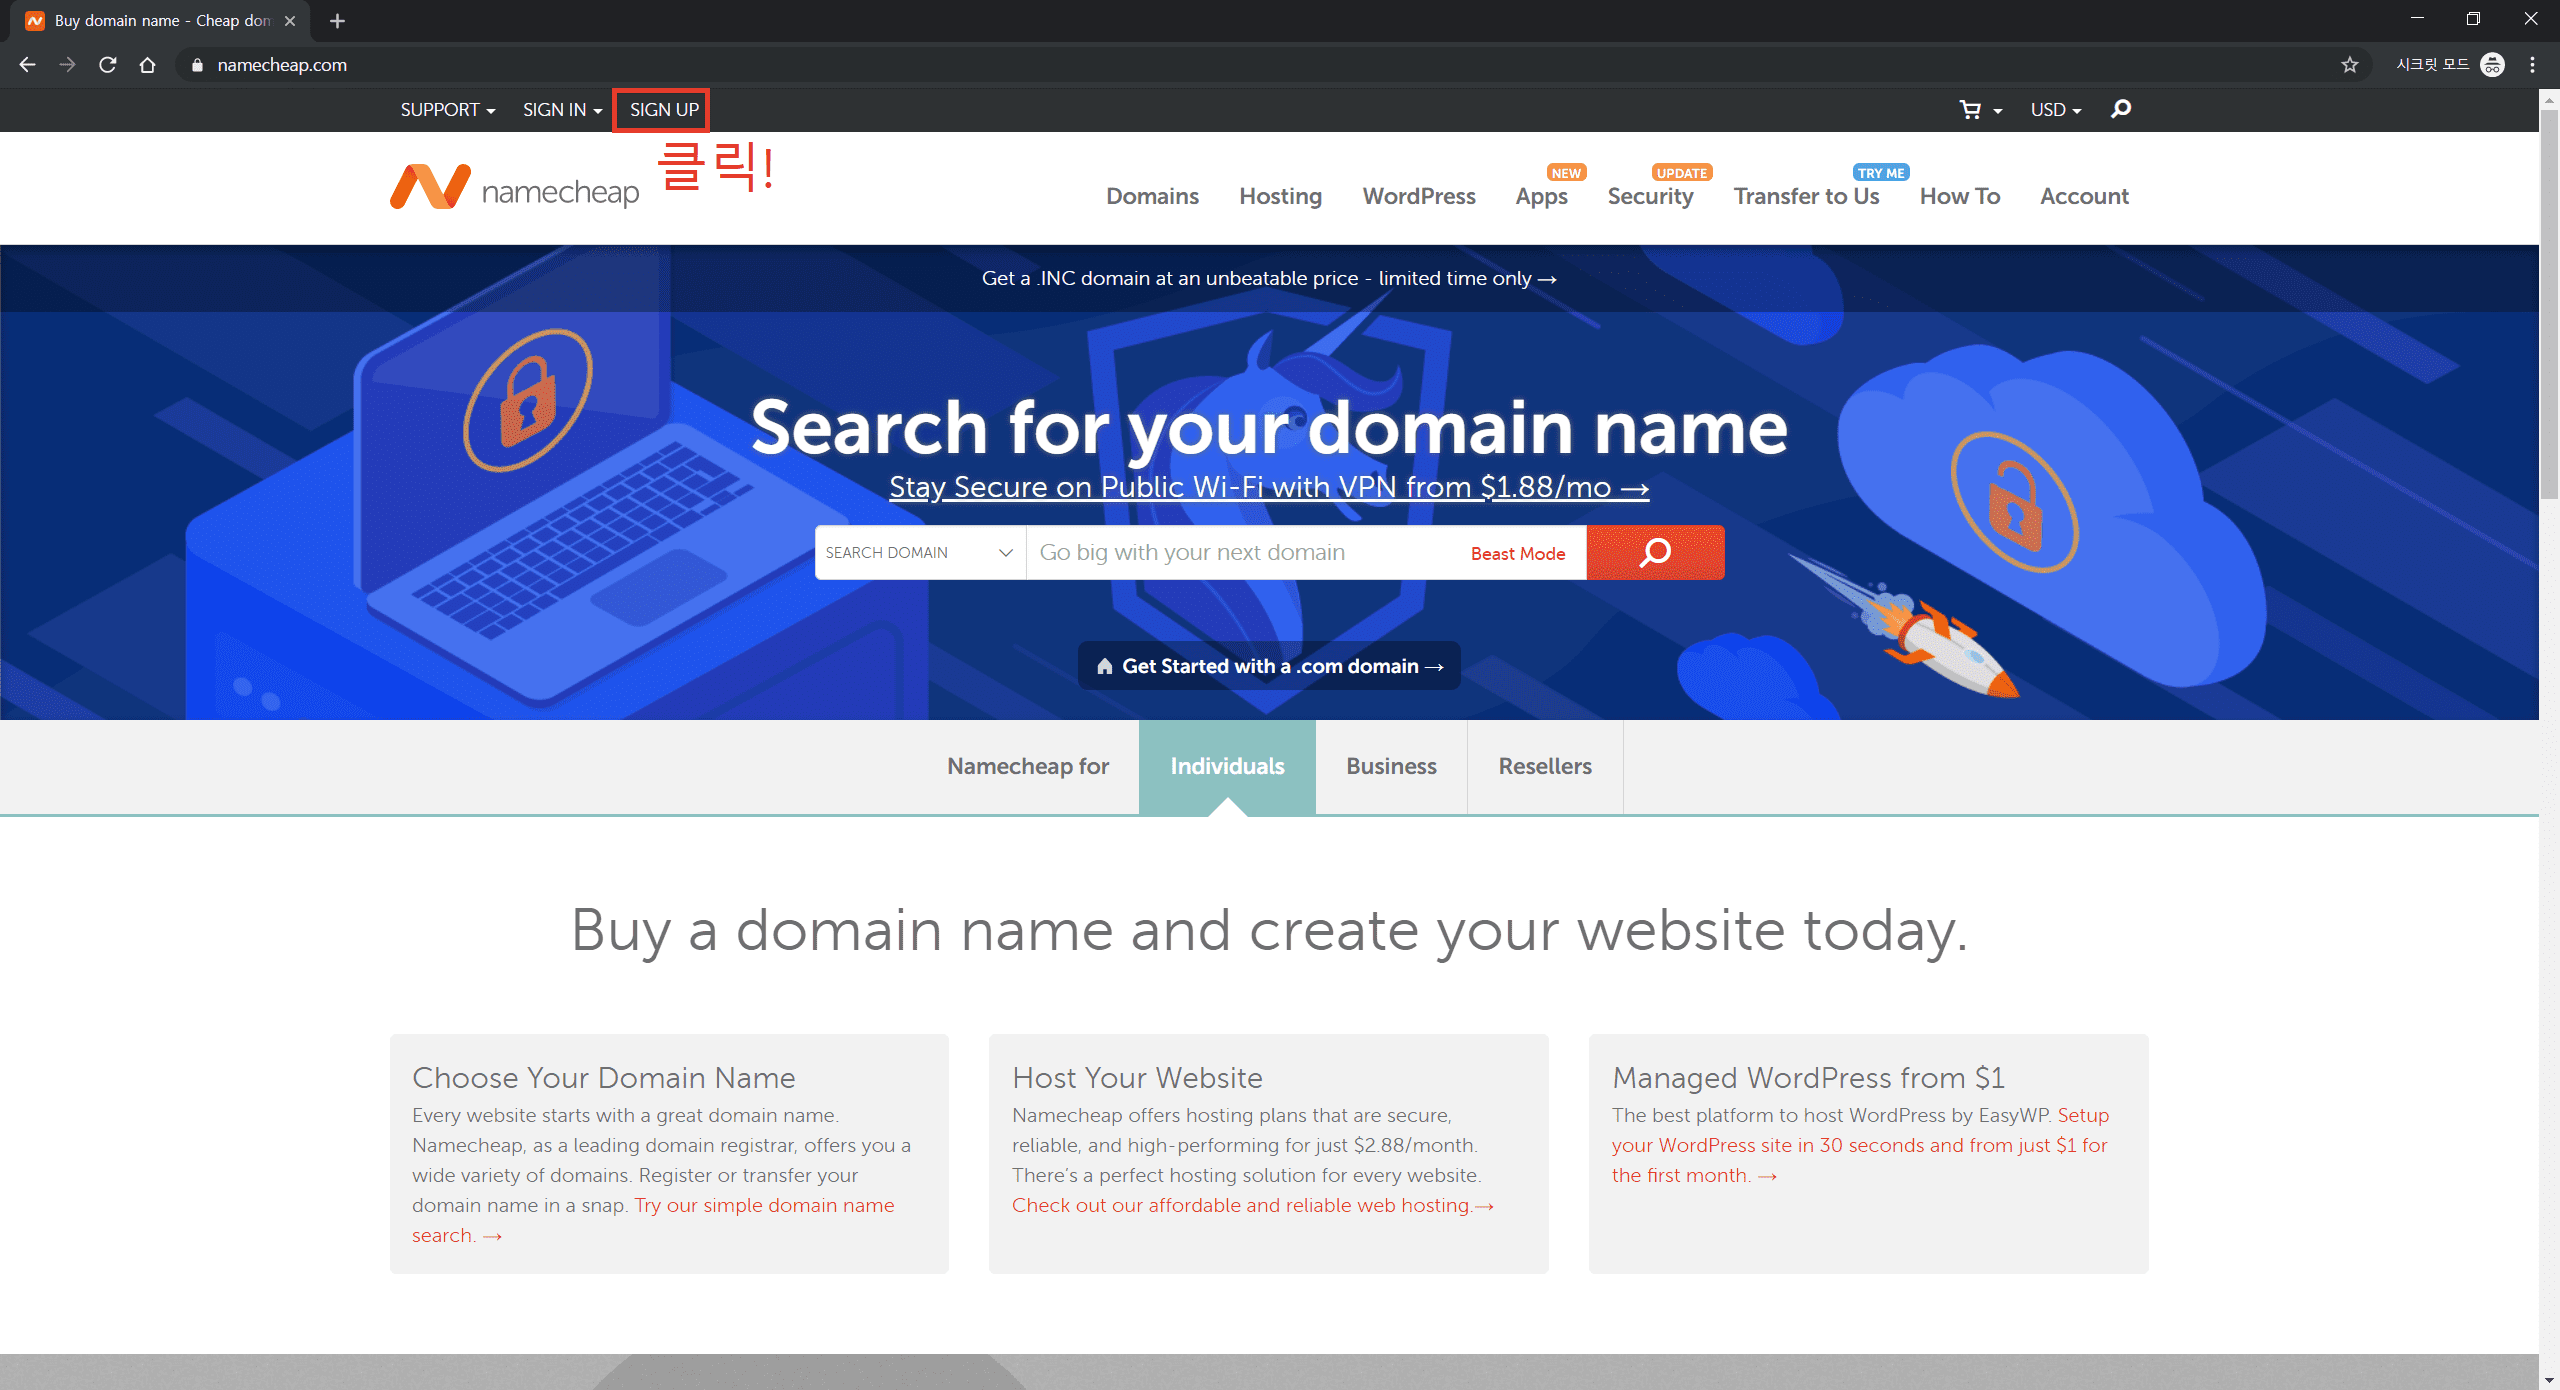 Buy domain name - Cheap dom
namecheap.com
시크릿 모드
SUPPORT
SIGN IN
SIGN UP
USD
클릭!
namecheap
Domains
Hosting
WordPress
Apps
NEW
Security
UPDATE
Transfer to Us
TRY ME
How To
Account
Get a .INC domain at an unbeatable price - limited time only →
Search for your domain name
Stay Secure on Public Wi-Fi with VPN from $1.88/mo →
SEARCH DOMAIN
Go big with your next domain
Beast Mode
Get Started with a .com domain →
Namecheap for
Individuals
Business
Resellers
Buy a domain name and create your website today.
Choose Your Domain Name
Every website starts with a great domain name.
Namecheap, as a leading domain registrar, offers you a
wide variety of domains. Register or transfer your
domain name in a snap. Try our simple domain name
search. →
Host Your Website
Namecheap offers hosting plans that are secure,
reliable, and high-performing for just $2.88/month.
There's a perfect hosting solution for every website.
Check out our affordable and reliable web hosting.→
Managed WordPress from $1
The best platform to host WordPress by EasyWP. Setup
your WordPress site in 30 seconds and from just $1 for
the first month. →